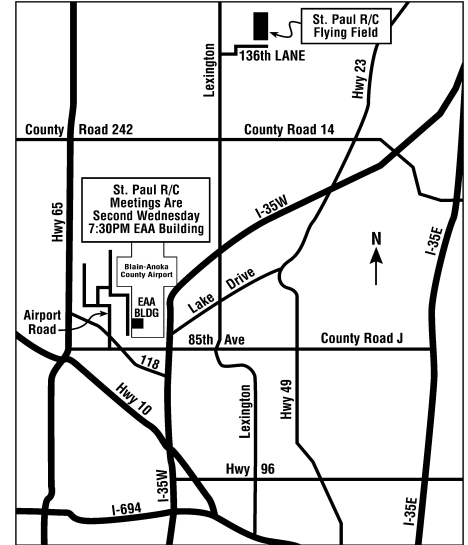 St. Paul R/C
Flying Field
136th LANE
Lexington
Hwy 23
County Road 242
County Road 14
St. Paul R/C
Meetings Are
Second Wednesday
7:30PM EAA Building
Hwy 65
I-35W
I-35E
N
Blain-Anoka
County Airport
EAA
BLDG
Lake Drive
Airport
Road
85th Ave
County Road J
118
Hwy 10
Lexington
Hwy 49
Hwy 96
I-35W
I-694
I-35E